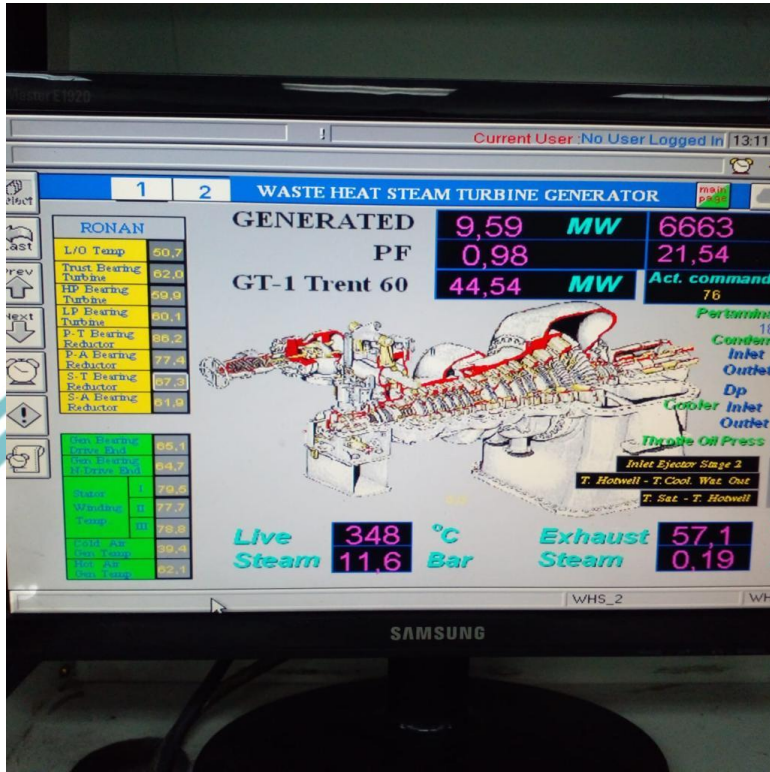 Master E1920
!
Current User :No User Logged In 13:11
1 2 WASTE HEAT STEAM TURBINE GENERATOR main page
GENERATED 9,59 MW 6663
PF 0,98 21,54
GT-1 Trent 60 44,54 MW Act. command
76
RONAN
L/O Temp 50,7
Trust Bearing Turbine 62,0
HP Bearing Turbine 59,9
LP Bearing Turbine 60,1
P-T Bearing Reductor 86,2
P-A Bearing Reductor 77,4
S-T Bearing Reductor 67,3
S-A Bearing Reductor 61,9
Gen Bearing Drive End 65,1
Gen Bearing N-Drive End 64,7
Stator Winding Temp
I 79,5
II 77,7
III 78,8
Cold Air Gen Temp 39,4
Hot Air Gen Temp 62,1
Inlet
Outlet
Dp
Cooler Inlet
Outlet
Throttle Oil Press
Inlet Ejector Stage 2
T. Hotwell - T.Cool. Wat. Out
T. Sat - T. Hotwell
Live Steam
348 °C
11,6 Bar
Exhaust Steam
57,1
0,19
WHS_2 WH
SAMSUNG